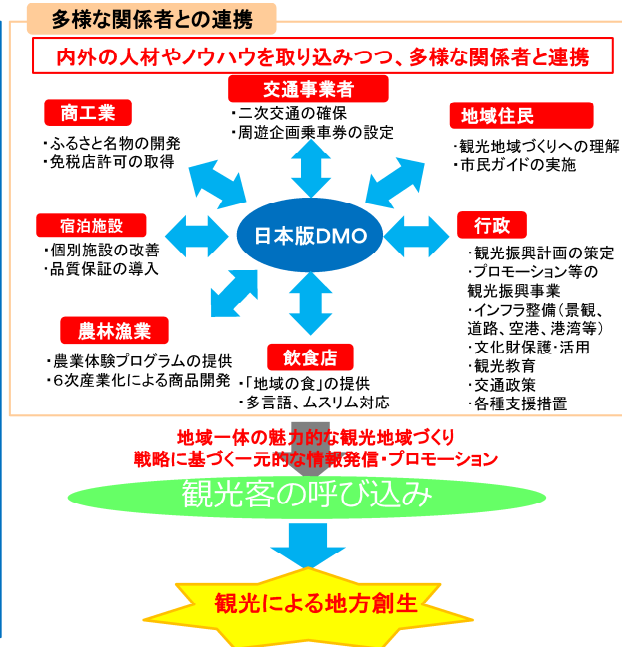 多様な関係者との連携
内外の人材やノウハウを取り込みつつ、多様な関係者と連携
交通事業者
・二次交通の確保
・周遊企画乗車券の設定
商工業
・ふるさと名物の開発
・免税店許可の取得
地域住民
・観光地域づくりへの理解
・市民ガイドの実施
宿泊施設
・個別施設の改善
・品質保証の導入
日本版DMO
行政
・観光振興計画の策定
・プロモーション等の
観光振興事業
・インフラ整備(景観、
道路、空港、港湾等)
・文化財保護・活用
・観光教育
・交通政策
・各種支援措置
農林漁業
・農業体験プログラムの提供
・6次産業化による商品開発
飲食店
・「地域の食」の提供
・多言語、ムスリム対応
地域一体の魅力的な観光地域づくり
戦略に基づく一元的な情報発信・プロモーション
観光客の呼び込み
観光による地方創生